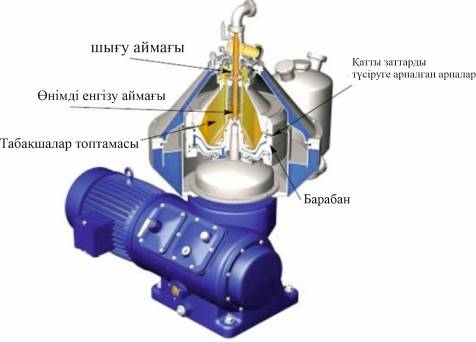 шығу аймағы
Қатты заттарды
түсіруге арналған арналар
Өнімді енгізу аймағы
Табақшалар топтамасы
Барабан